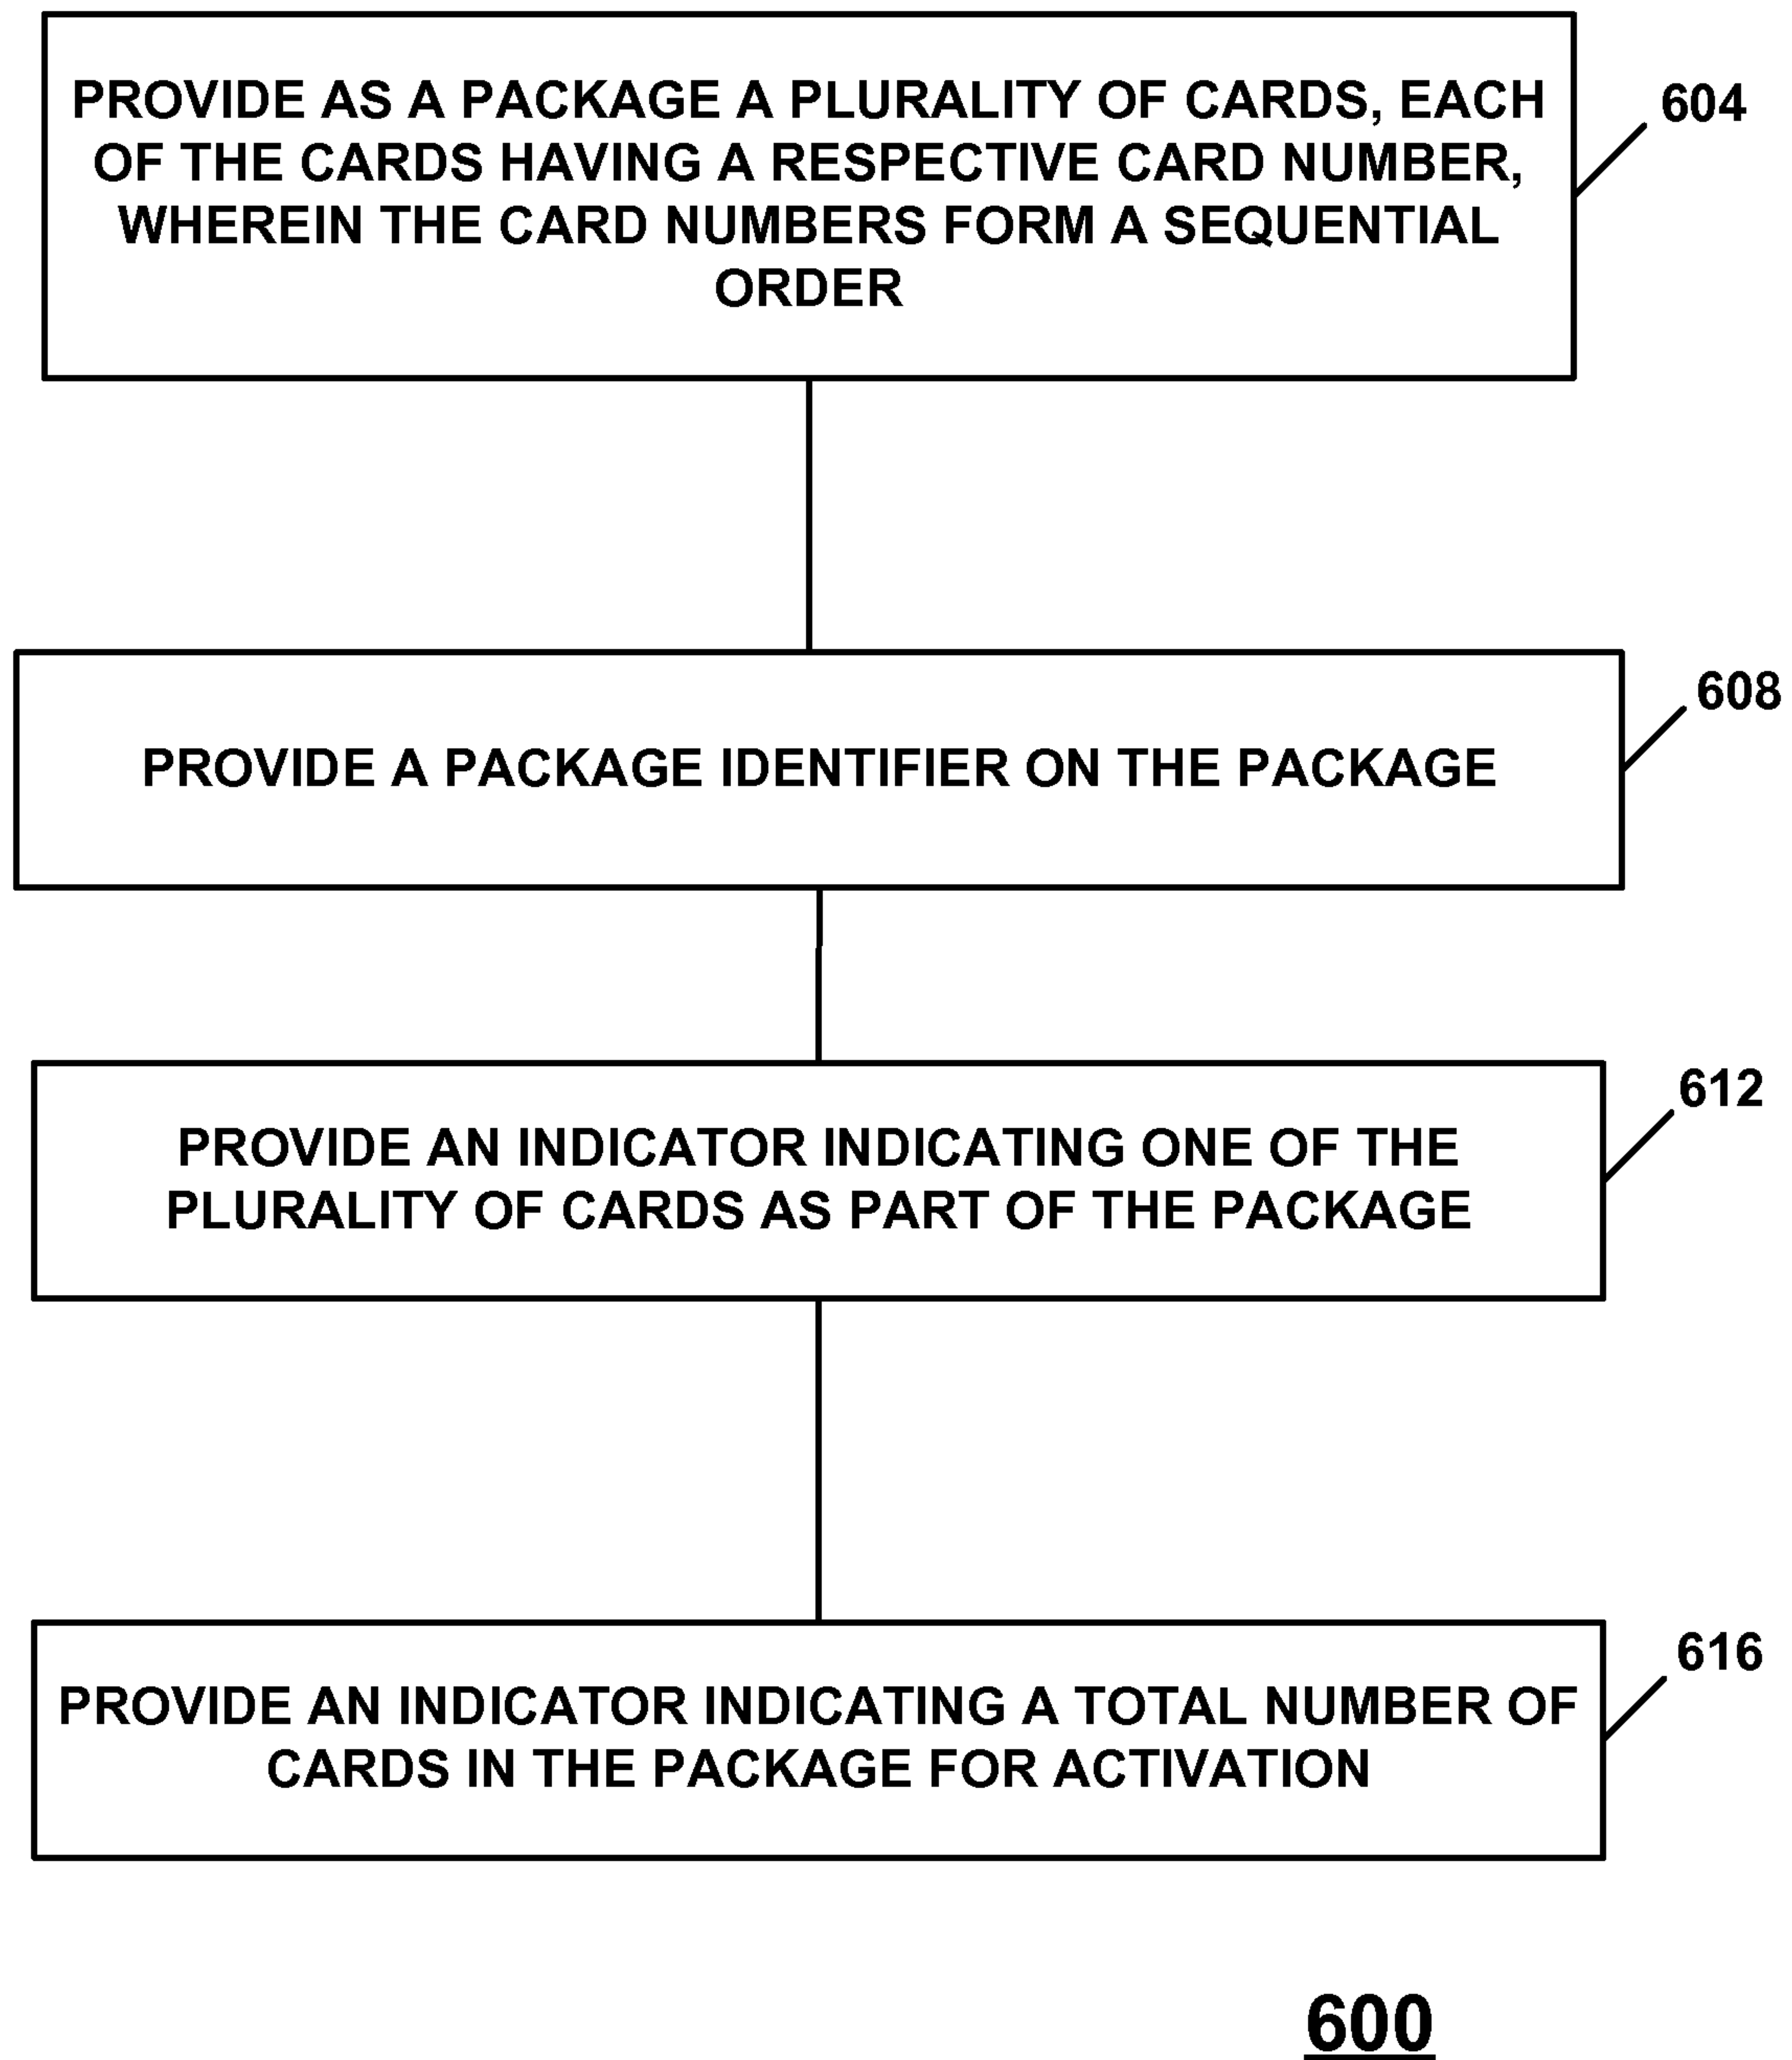 PROVIDE AS A PACKAGE A PLURALITY OF CARDS, EACH
OF THE CARDS HAVING A RESPECTIVE CARD NUMBER,
WHEREIN THE CARD NUMBERS FORM A SEQUENTIAL
ORDER
604
PROVIDE A PACKAGE IDENTIFIER ON THE PACKAGE
608
PROVIDE AN INDICATOR INDICATING ONE OF THE
PLURALITY OF CARDS AS PART OF THE PACKAGE
612
PROVIDE AN INDICATOR INDICATING A TOTAL NUMBER OF
CARDS IN THE PACKAGE FOR ACTIVATION
616
600